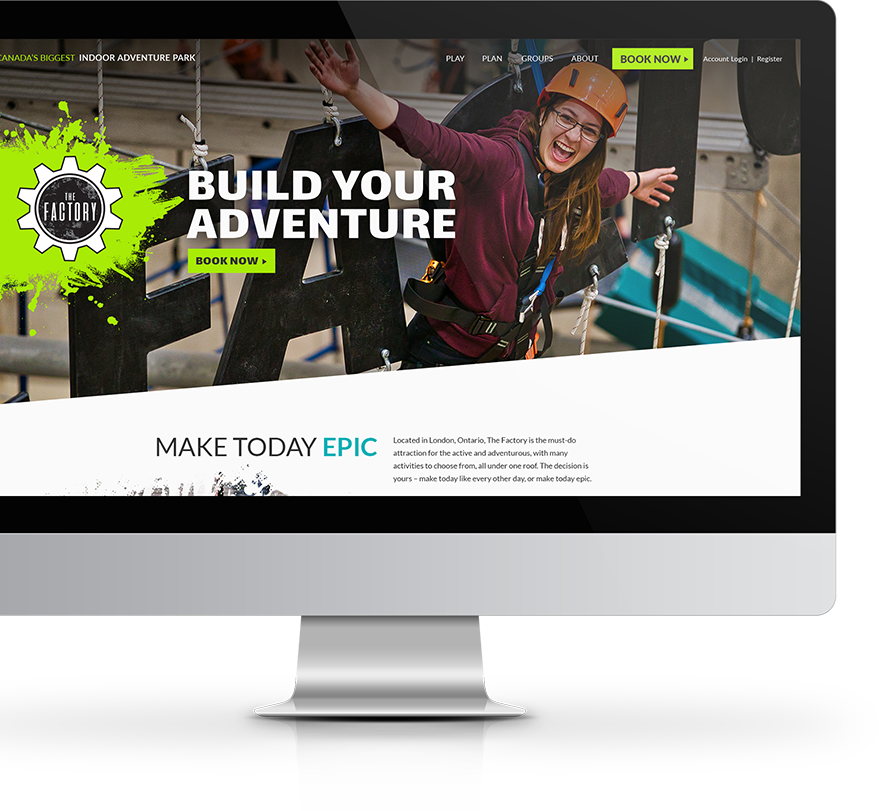 CANADA'S BIGGEST INDOOR ADVENTURE PARK
PLAY PLAN GROUPS ABOUT BOOK NOW Account Login | Register
THE
FACTORY
BUILD YOUR
ADVENTURE
BOOK NOW
MAKE TODAY EPIC
Located in London, Ontario, The Factory is the must-do
attraction for the active and adventurous, with many
activities to choose from, all under one roof. The decision is
yours – make today like every other day, or make today epic.